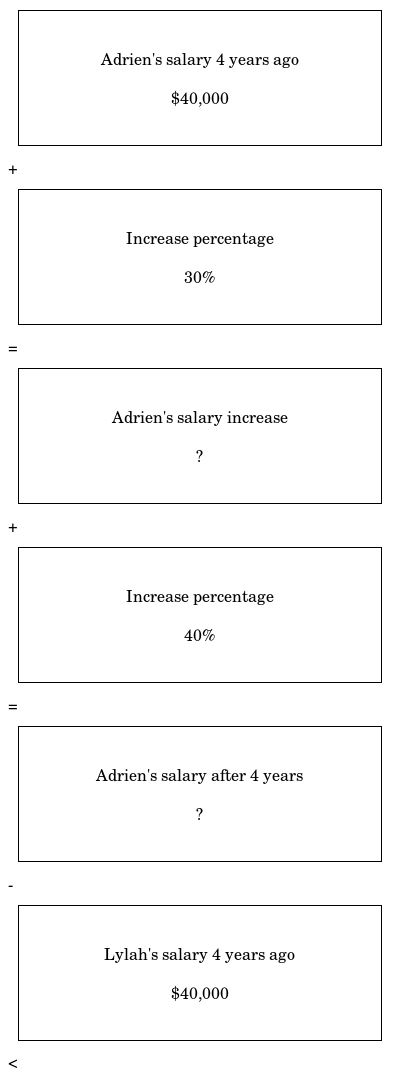 Adrien's salary 4 years ago
$40,000
+
Increase percentage
30%
=
Adrien's salary increase
?
+
Increase percentage
40%
=
Adrien's salary after 4 years
?
-
Lylah's salary 4 years ago
$40,000
<